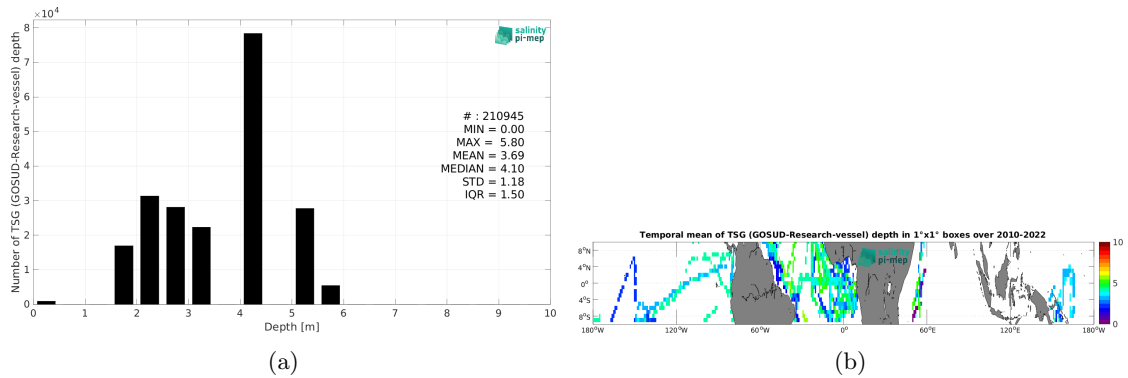 ×10⁴
8
7
6
5
4
3
2
1
0
Number of TSG (GOSUD-Research-vessel) depth
salinity
pi-mep
# : 210945
MIN = 0.00
MAX = 5.80
MEAN = 3.69
MEDIAN = 4.10
STD = 1.18
IQR = 1.50
0 1 2 3 4 5 6 7 8 9 10
Depth [m]
(a)
Temporal mean of TSG (GOSUD-Research-vessel) depth in 1°x1° boxes over 2010-2022
8°N
4°N
0°
4°S
8°S
salinity
pi-mep
180°W 120°W 60°W 0° 60°E 120°E 180°W
10
5
0
(b)